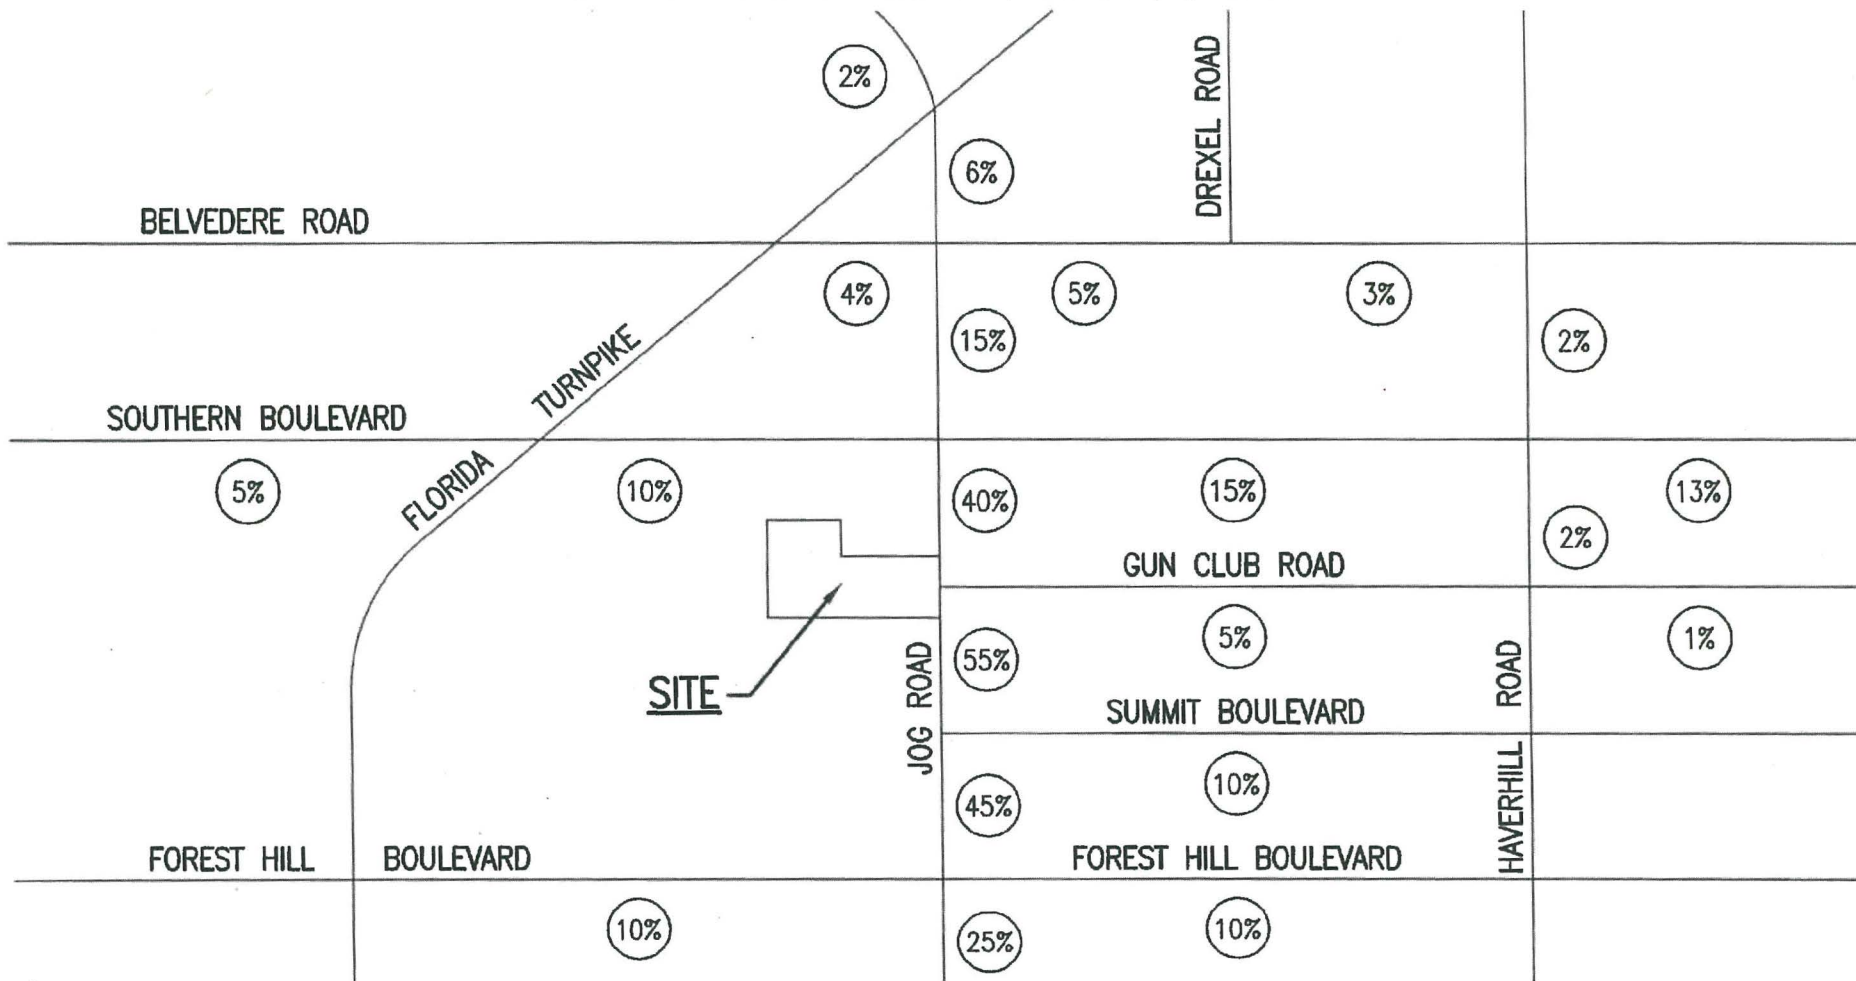 2%
DREXEL ROAD
6%
BELVEDERE ROAD
4%
5%
3%
15%
2%
FLORIDA TURNPIKE
SOUTHERN BOULEVARD
5%
10%
40%
15%
13%
2%
GUN CLUB ROAD
55%
5%
1%
SITE
JOG ROAD
SUMMIT BOULEVARD
HAVERHILL ROAD
45%
10%
FOREST HILL BOULEVARD
FOREST HILL BOULEVARD
10%
25%
10%